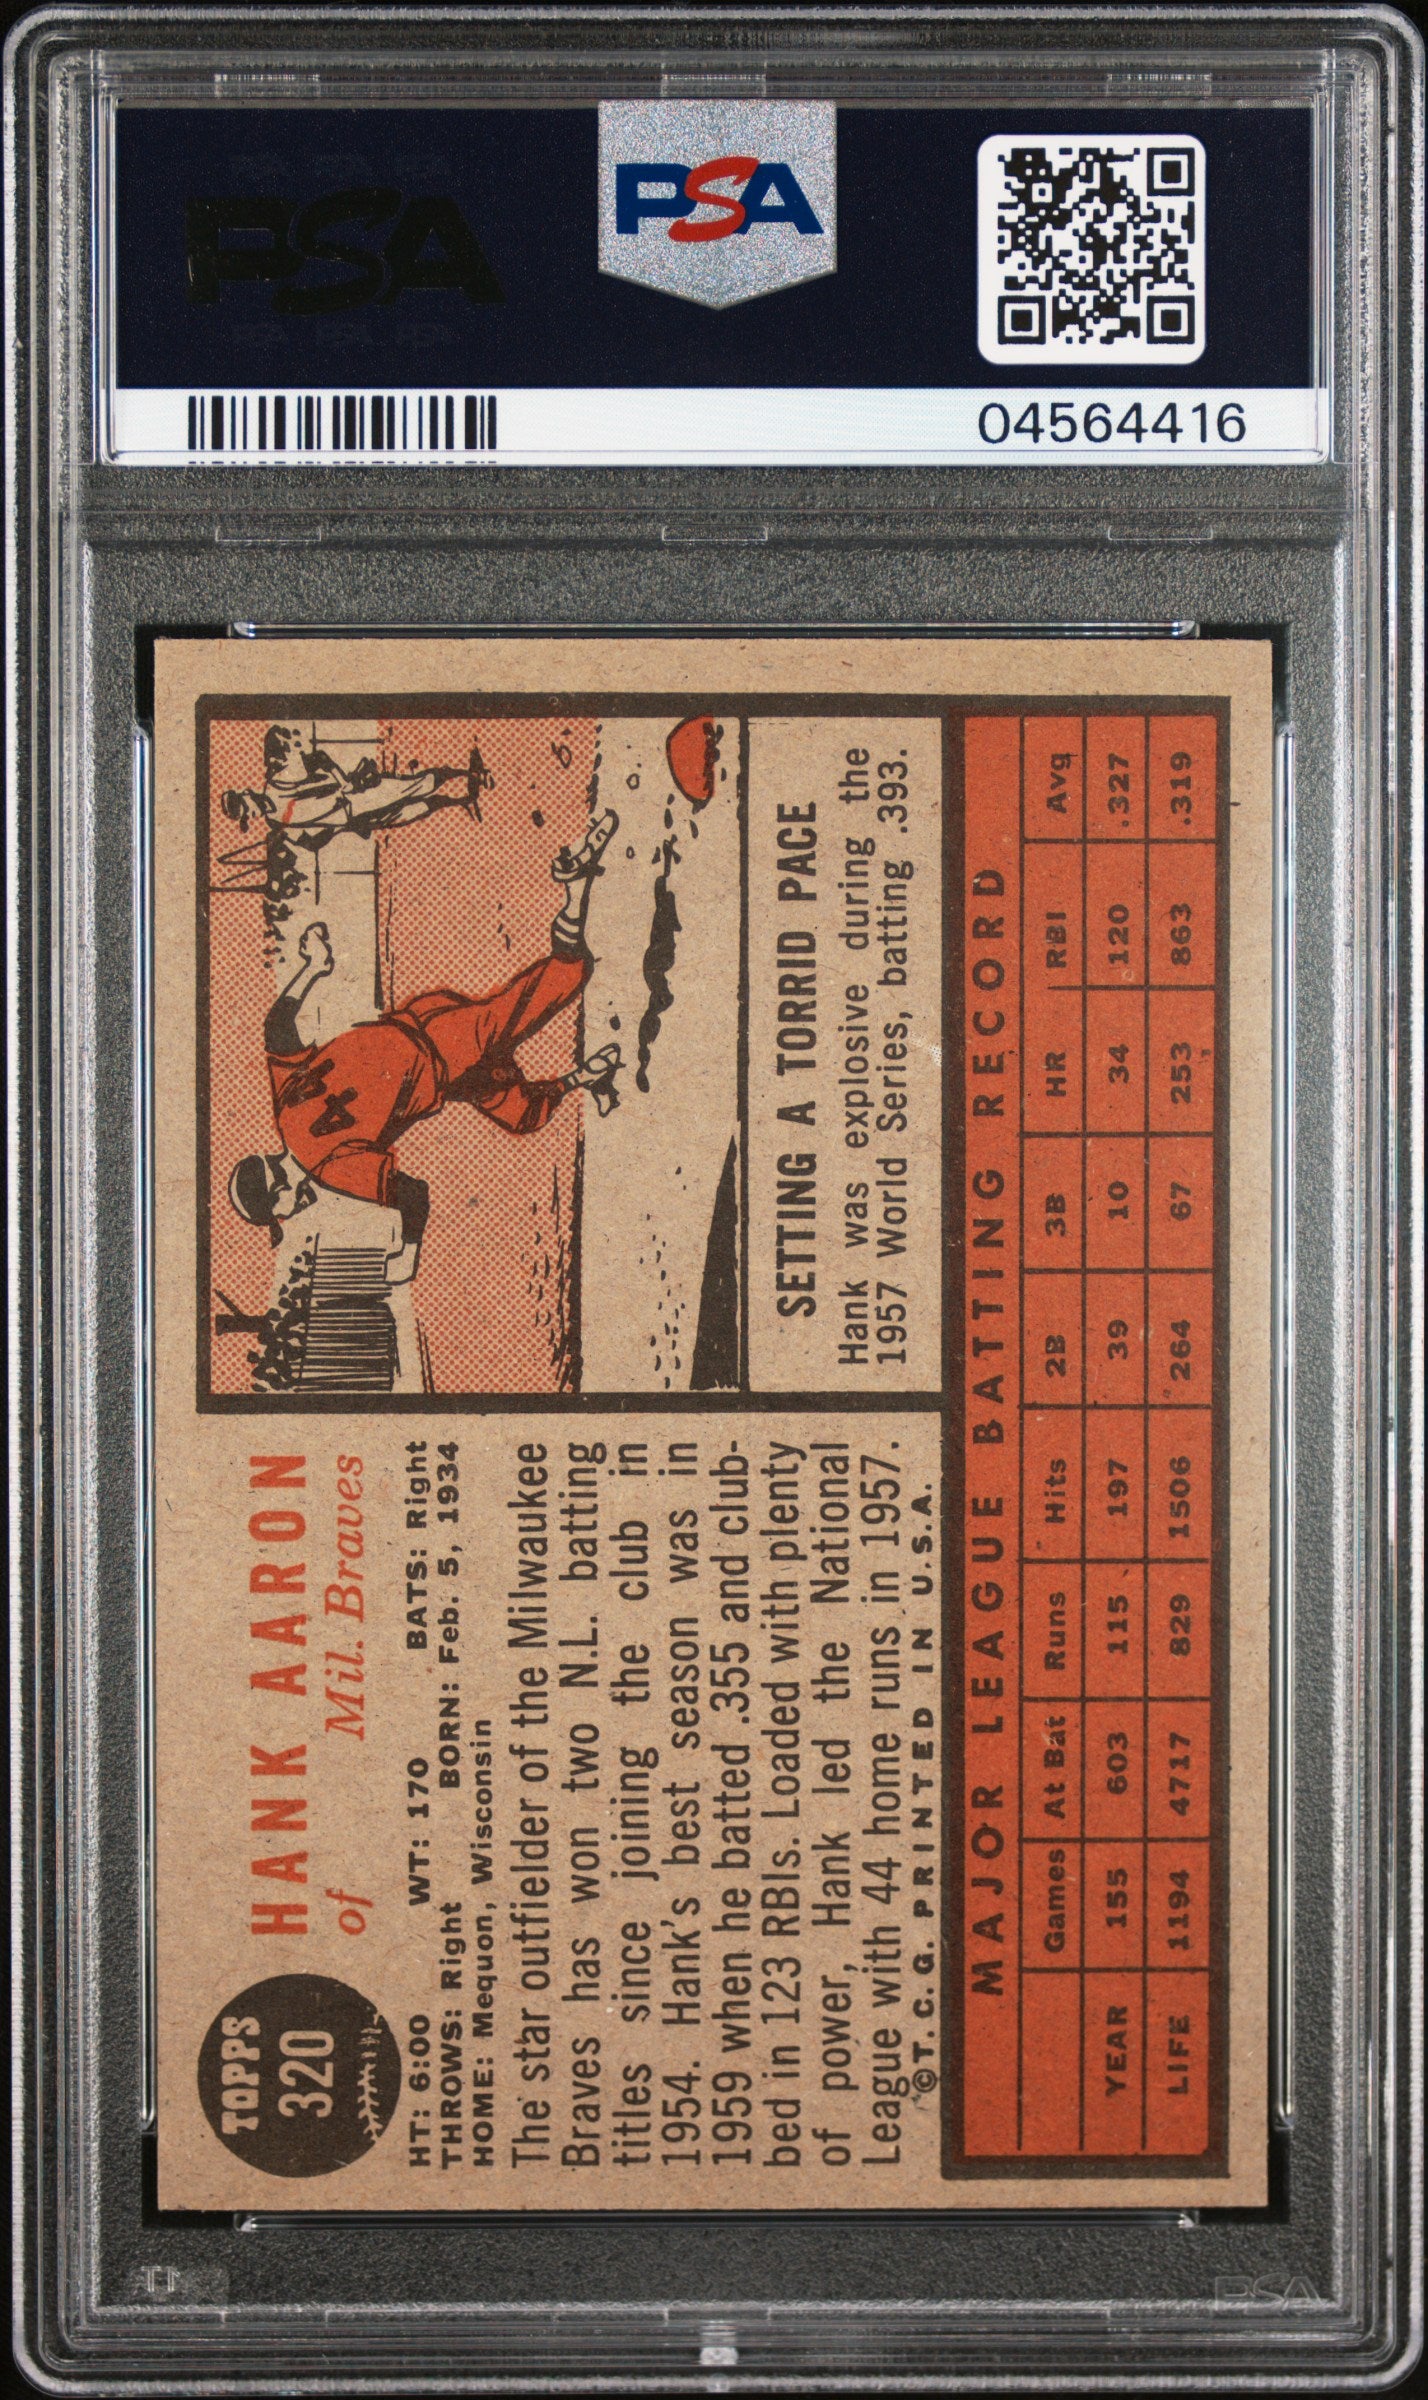 PSA
PSA
04564416
TOPPS
320
HANK AARON
of Mil. Braves
HT: 6:00 WT: 170 BATS: Right
THROWS: Right BORN: Feb. 5, 1934
HOME: Mequon, Wisconsin
The star outfielder of the Milwaukee
Braves has won two N.L. batting
titles since joining the club in
1954. Hank's best season was in
1959 when he batted .355 and club-
bed in 123 RBIs. Loaded with plenty
of power, Hank led the National
League with 44 home runs in 1957.
©T.C.G. PRINTED IN U.S.A.
44
SETTING A TORRID PACE
Hank was explosive during the
1957 World Series, batting .393.
MAJOR LEAGUE BATTING RECORD
Games At Bat Runs Hits 2B 3B HR RBI Avg
YEAR 155 603 115 197 39 10 34 120 .327
LIFE 1194 4717 829 1506 264 67 253 863 .319
PSA